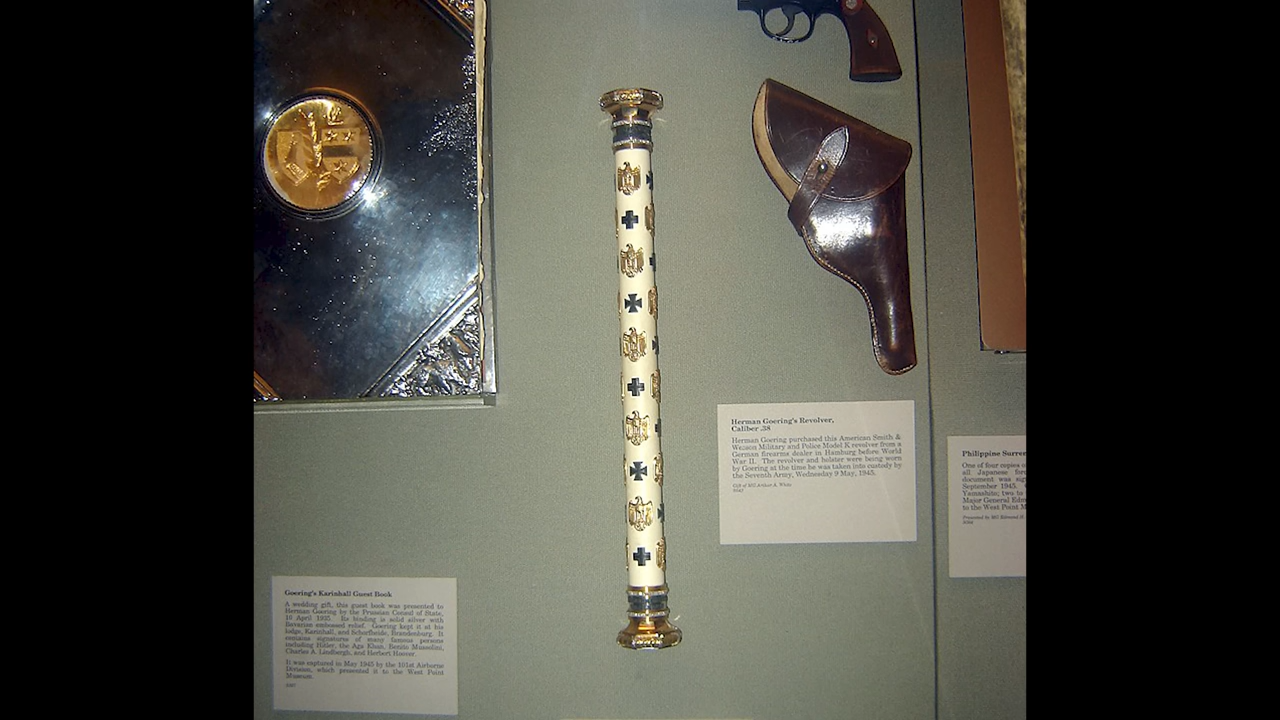 Herman Goering's Revolver,
Caliber .38
Herman Goering purchased this American Smith &
Wesson Military and Police Model K revolver from a
German firearms dealer in Hamburg before World
War II. The revolver and holster were being worn
by Goering at the time he was taken into custody by
the Seventh Army, Wednesday 9 May, 1945.
Gift of Arthur A. White
Philippine Surre
One of four copies o
all Japanese for
document was sig
September 1945.
Yamashita; two to
Major General Edm
to the West Point M
Presented by
Goering's Karinhall Guest Book
A wedding gift, this guest book was presented to
Herman Goering by the Prussian Consul of State,
10 April 1935. Its binding is solid silver with
Bavarian embossed relief. Goering kept it at his
lodge, Karinhall, and Schorfheide, Brandenburg. It
contains signatures of many famous persons
including Hitler, the Aga Khan, Benito Mussolini,
Charles A. Lindbergh, and Herbert Hoover.
It was captured in May 1945 by the 101st Airborne
Division, which presented it to the West Point
Museum.